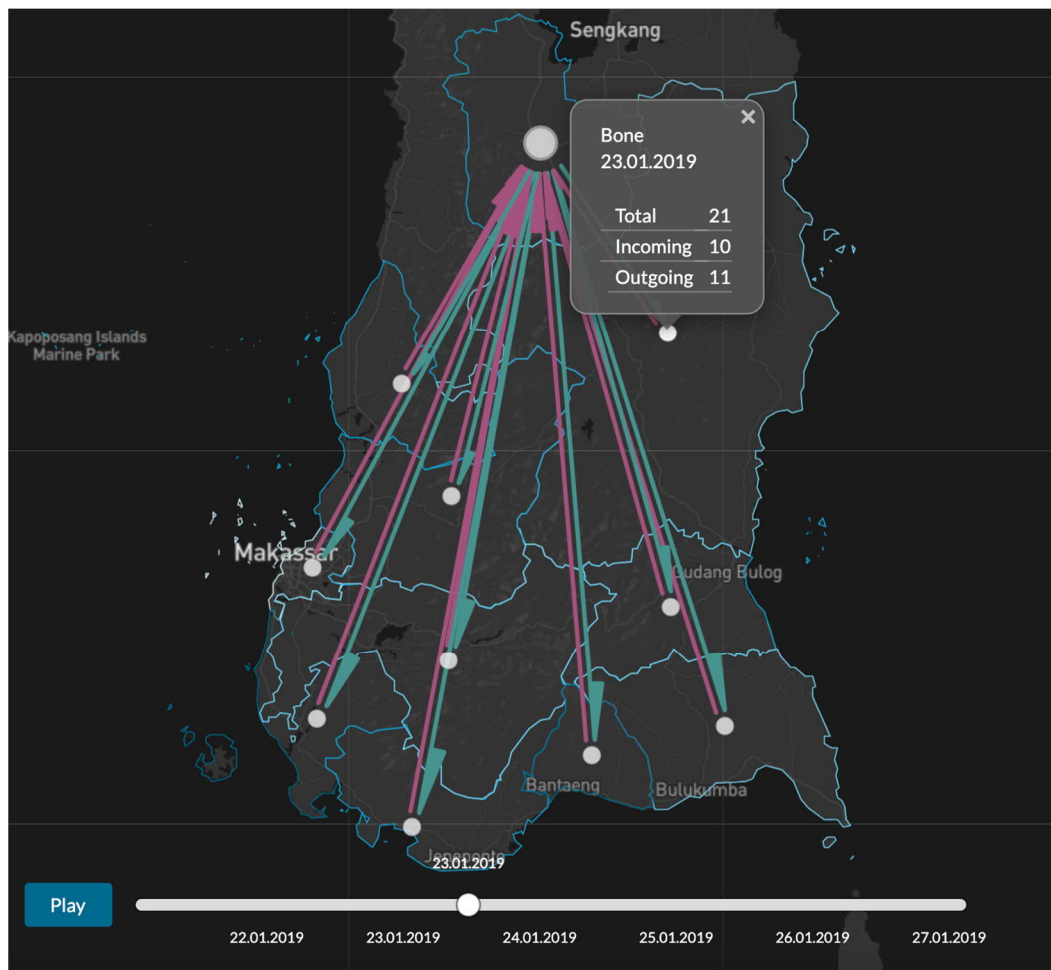 Sengkang
Bone
23.01.2019
Total 21
Incoming 10
Outgoing 11
Kapoposang Islands
Marine Park
Makassar
Gudang Bulog
Bantaeng
Bulukumba
Jeneponto
23.01.2019
Play
22.01.2019 23.01.2019 24.01.2019 25.01.2019 26.01.2019 27.01.2019